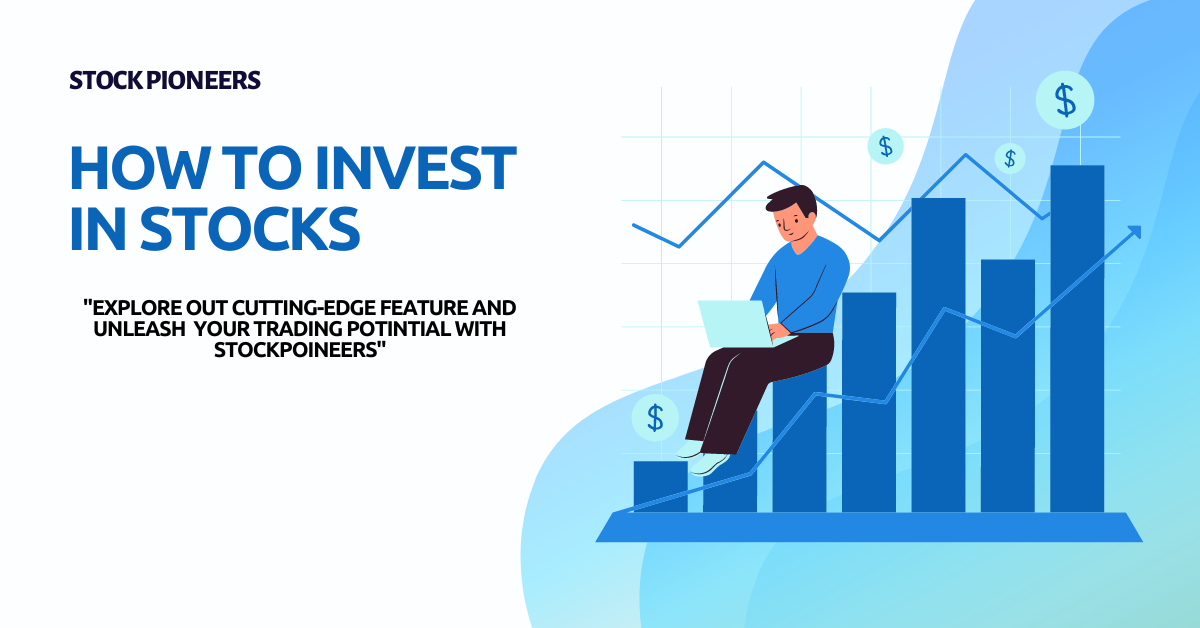 STOCK PIONEERS
HOW TO INVEST
IN STOCKS
"EXPLORE OUT CUTTING-EDGE FEATURE AND
UNLEASH  YOUR TRADING POTINTIAL WITH
STOCKPOINEERS"
$
$
$
$